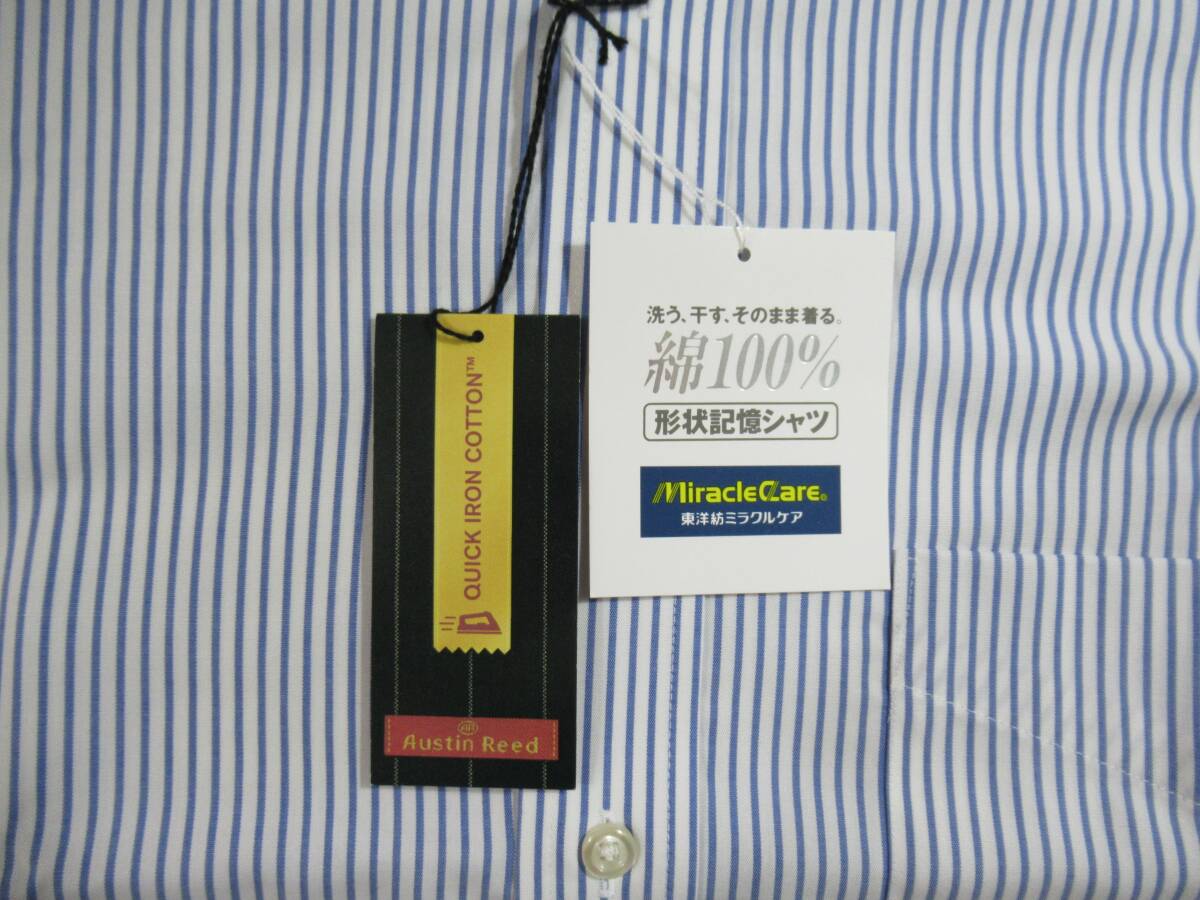 QUICK IRON COTTON™
AR
Austin Reed
洗う、干す、そのまま着る。
綿100%
形状記憶シャツ
MiracleCare®
東洋紡ミラクルケア